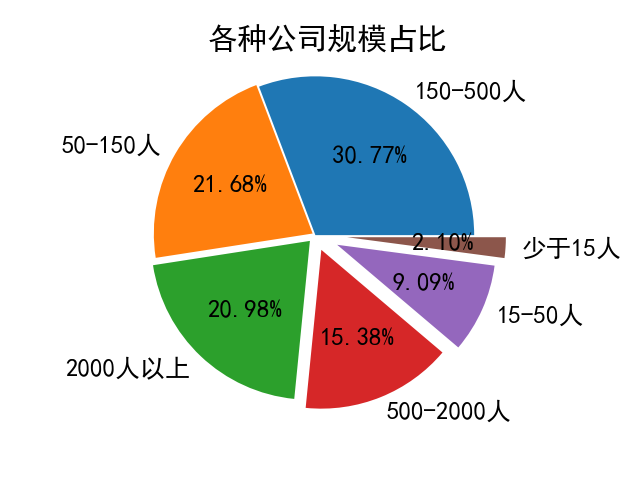 各种公司规模占比
150-500人
30.77%
50-150人
21.68%
2.10%
少于15人
9.09%
20.98%
15-50人
15.38%
2000人以上
500-2000人